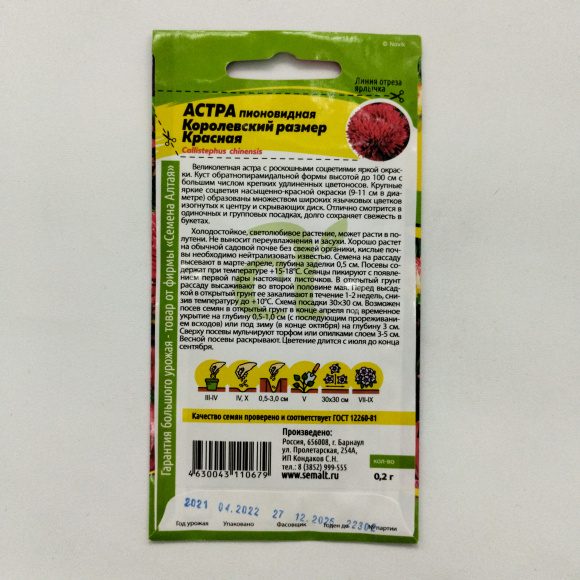 © Novik
Линия отреза
ярлычка
АСТРА пионовидная
Королевский размер
Красная
Callistephus chinensis
Великолепная астра с роскошными соцветиями яркой окрас-
ки. Куст обратнопирамидальной формы высотой до 100 см с
большим числом крепких удлиненных цветоносов. Крупные
яркие соцветия насыщенно-красной окраски (9-11 см в диа-
метре) образованы множеством широких язычковых цветков
изогнутых к центру и скрывающих диск. Отлично смотрится в
одиночных и групповых посадках, долго сохраняет свежесть в
букетах.
Холодостойкое, светолюбивое растение, может расти в по-
лутени. Не выносит переувлажнения и засухи. Хорошо растет
на обычной садовой почве без свежей органики, кислые поч-
вы необходимо нейтрализовать известью. Семена на рассаду
высевают в марте-апреле, глубина заделки 0,5 см. Посевы со-
держат при температуре +15-18°С. Сеянцы пикируют с появле-
нием первой пары настоящих листочков. В открытый грунт
рассаду высаживают во второй половине мая. Перед высад-
кой в открытый грунт ее закаливают в течение 1-2 недель, сни-
зив температуру до +10°С. Схема посадки 30х30 см. Возможен
посев семян в открытый грунт в конце апреля под временное
укрытие на глубину 0,5-1,0 см (с последующим прореживани-
ем всходов) или под зиму (в конце октября) на глубину 3 см.
Сверху посевы мульчируют торфом или опилками слоем 3-5 см.
Весной посевы раскрывают. Цветение длится с июля до конца
сентября.
III-IV IV, X 0,5-3,0 см V 30х30 см VII-IX
Качество семян проверено и соответствует ГОСТ 12260-81
Произведено:
Россия, 656008, г. Барнаул
ул. Пролетарская, 254А,
ИП Кондаков С.Н.
тел.: 8 (3852) 999-555
www.semalt.ru
КОЛ-ВО
0,2 г
4630043110679
2021 04.2022 27 12.2025 22302
Год урожая Упаковано Фасовщик Годен до № партии
Гарантия большого урожая - товар от фирмы «Семена Алтая»